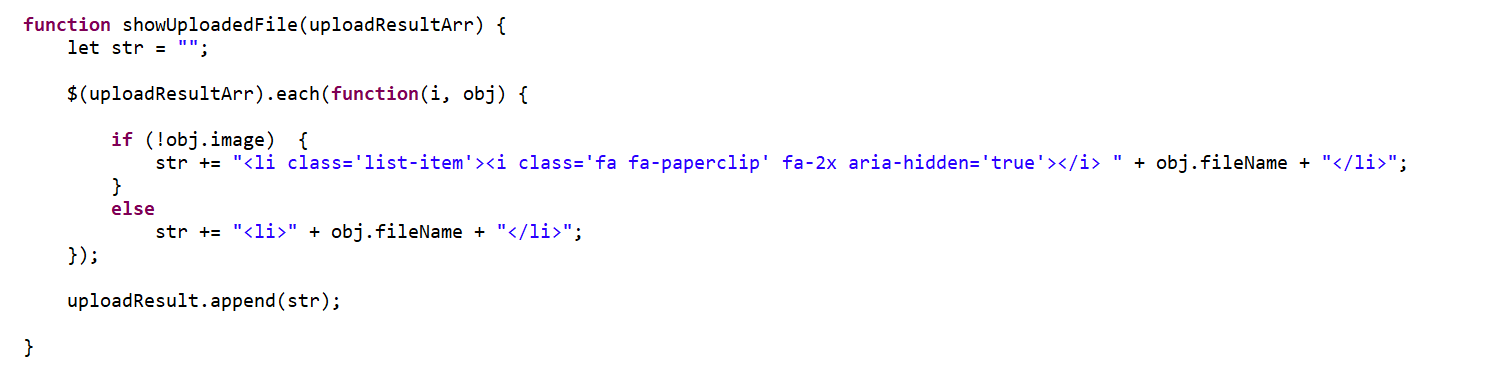 function showUploadedFile(uploadResultArr) {
    let str = "";

    $(uploadResultArr).each(function(i, obj) {

        if (!obj.image)  {
            str += "<li class='list-item'><i class='fa fa-paperclip' fa-2x aria-hidden='true'></i> " + obj.fileName + "</li>";
        }
        else
            str += "<li>" + obj.fileName + "</li>";
    });

    uploadResult.append(str);

}